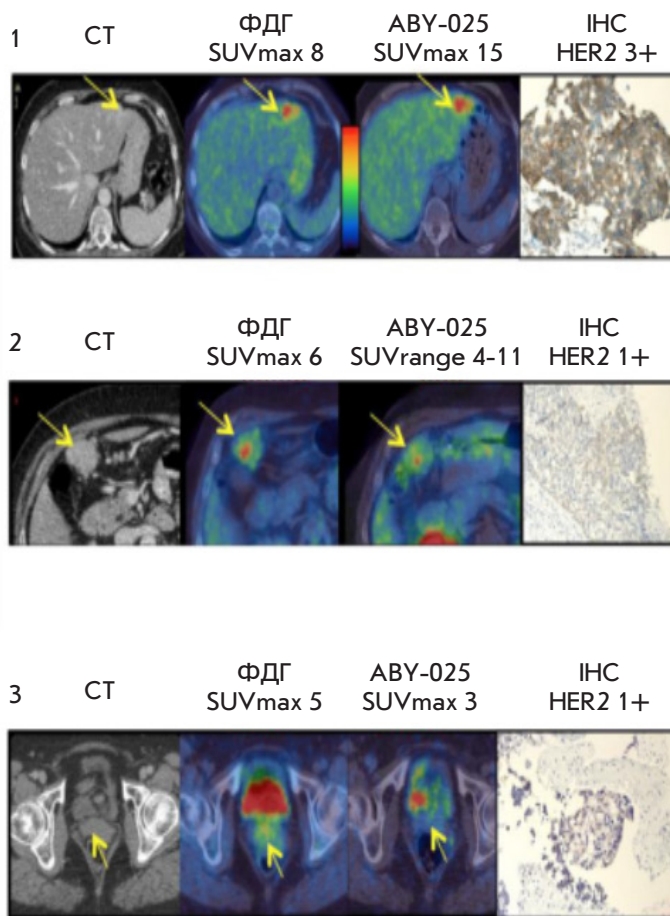 1 CT ФДГ ABY-025 IHC
SUVmax 8 SUVmax 15 HER2 3+
2 CT ФДГ ABY-025 IHC
SUVmax 6 SUVrange 4-11 HER2 1+
3 CT ФДГ ABY-025 IHC
SUVmax 5 SUVmax 3 HER2 1+